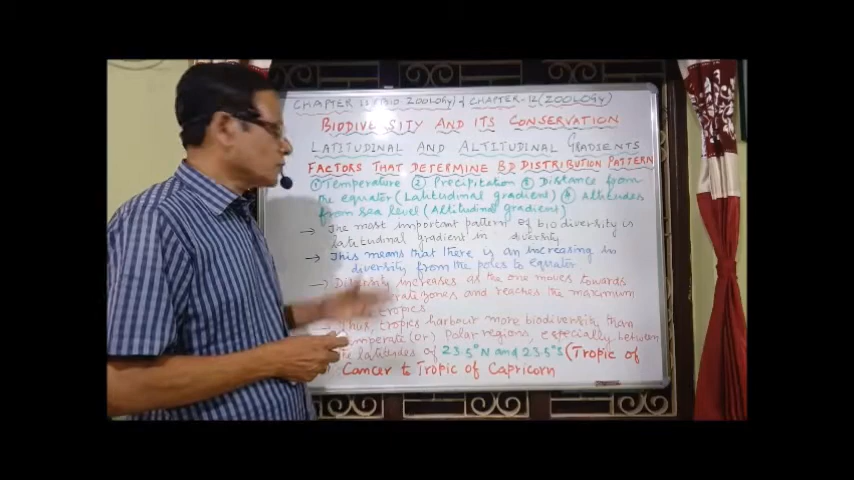 CHAPTER 13 (BIO ZOOLOGY) & CHAPTER-12 (ZOOLOGY)
BIODIVERSITY AND ITS CONSERVATION
LATITUDINAL AND ALTITUDINAL GRADIENTS
FACTORS THAT DETERMINE BD DISTRIBUTION PATTERN
① Temperature ② Precipitation ③ Distance from
the equator (Latitudinal gradient) ④ Altitudes
from sea level (Altitudinal gradient)
→ The most important pattern of biodiversity is
latitudinal gradient in diversity
→ This means that there is an increasing in
diversity from the poles to equator
→ Diversity increases as the one moves towards
zones and reaches the maximum
tropics
Thus, tropics harbour more biodiversity than
temperate (or) Polar regions, especially between
latitudes of 23.5°N and 23.5°S (Tropic of
Cancer to Tropic of Capricorn